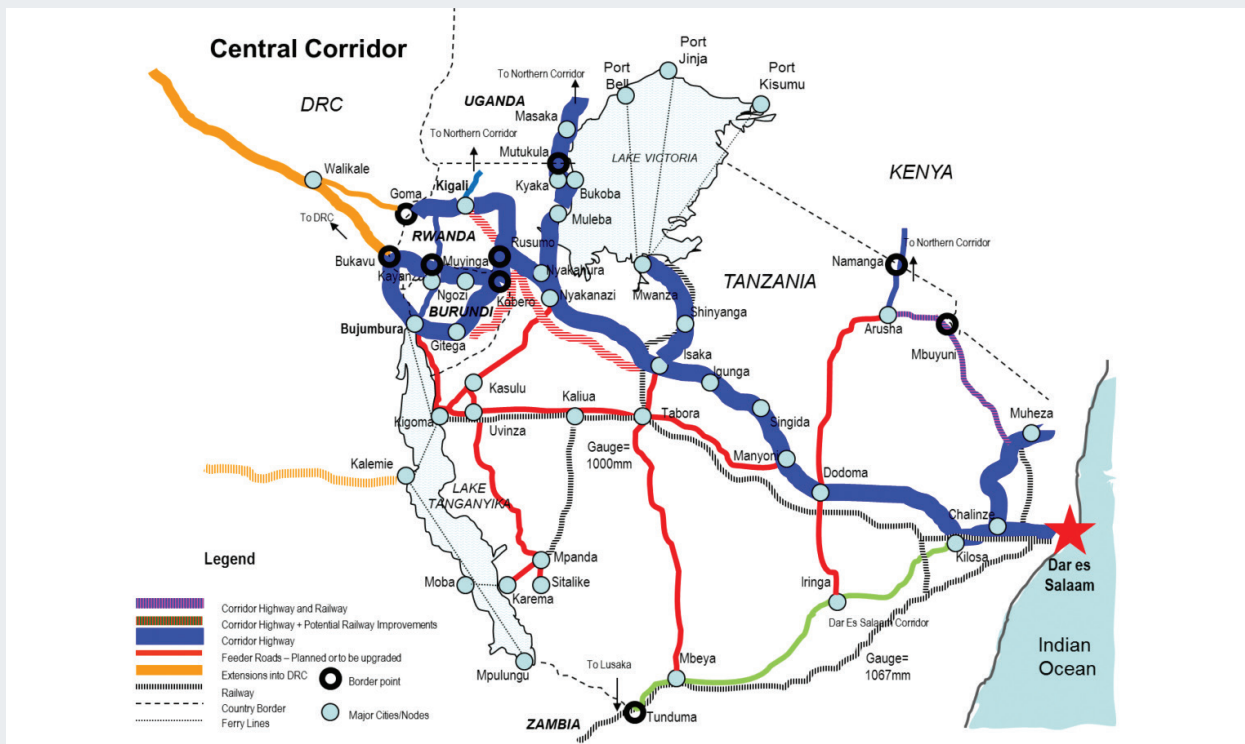 Central Corridor
DRC
UGANDA
To Northern Corridor
Port
Bell
Port
Jinja
Port
Kisumu
Masaka
To Northern Corridor
Mutukula
LAKE VICTORIA
KENYA
Walikale
Goma
Kigali
Kyaka
Bukoba
Muleba
To DRC
RWANDA
Rusumo
To Northern Corridor
Namanga
Bukavu
Kayanza
Muyinga
Nyakahura
Mwanza
TANZANIA
Ngozi
Kobero
Nyakanazi
BURUNDI
Shinyanga
Arusha
Mbuyuni
Bujumbura
Gitega
Isaka
Igunga
Kasulu
Kaliua
Tabora
Singida
Muheza
Kigoma
Uvinza
Gauge=
1000mm
Manyoni
Dodoma
Kalemie
LAKE
TANGANYIKA
Chalinze
Kilosa
Dar es
Salaam
Mpanda
Sitalike
Moba
Karema
Iringa
Dar Es Salaam Corridor
Indian
Ocean
Mpulungu
To Lusaka
Mbeya
Gauge=
1067mm
ZAMBIA
Tunduma
Legend
Corridor Highway and Railway
Corridor Highway + Potential Railway Improvements
Corridor Highway
Feeder Roads – Planned or to be upgraded
Extensions into DRC
Border point
Railway
Country Border
Major Cities/Nodes
Ferry Lines